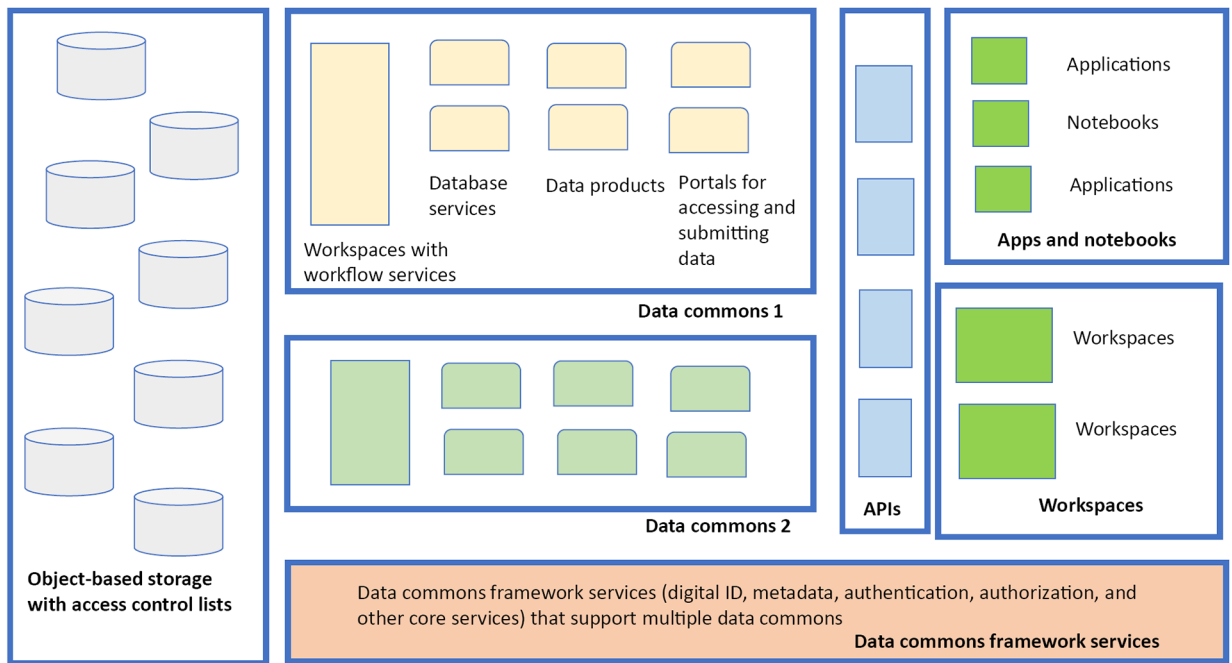 Object-based storage
with access control lists
Workspaces with
workflow services
Database
services
Data products
Portals for
accessing and
submitting
data
Data commons 1
Data commons 2
APIs
Applications
Notebooks
Applications
Apps and notebooks
Workspaces
Workspaces
Workspaces
Data commons framework services (digital ID, metadata, authentication, authorization, and
other core services) that support multiple data commons
Data commons framework services